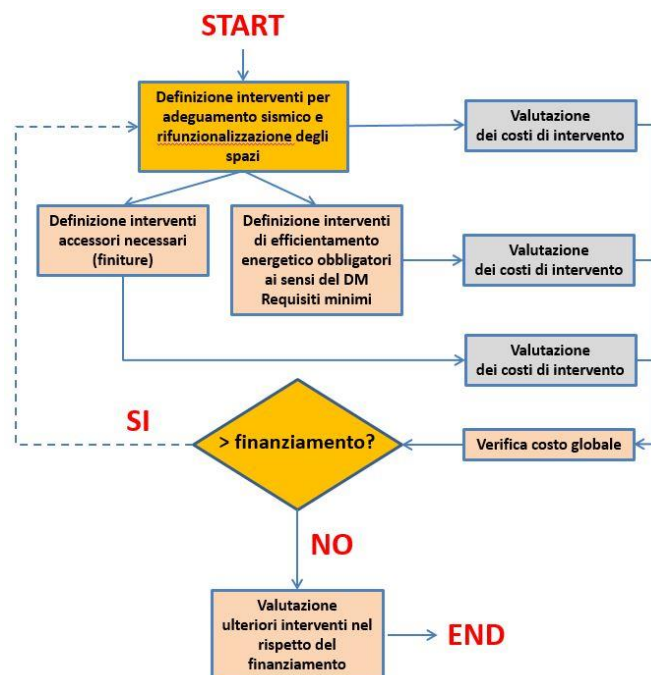 START
Definizione interventi per
adeguamento sismico e
rifunzionalizzazione degli
spazi
Valutazione
dei costi di intervento
Definizione interventi
accessori necessari
(finiture)
Definizione interventi
di efficientamento
energetico obbligatori
ai sensi del DM
Requisiti minimi
Valutazione
dei costi di intervento
Valutazione
dei costi di intervento
SI
> finanziamento?
Verifica costo globale
NO
Valutazione
ulteriori interventi nel
rispetto del
finanziamento
END